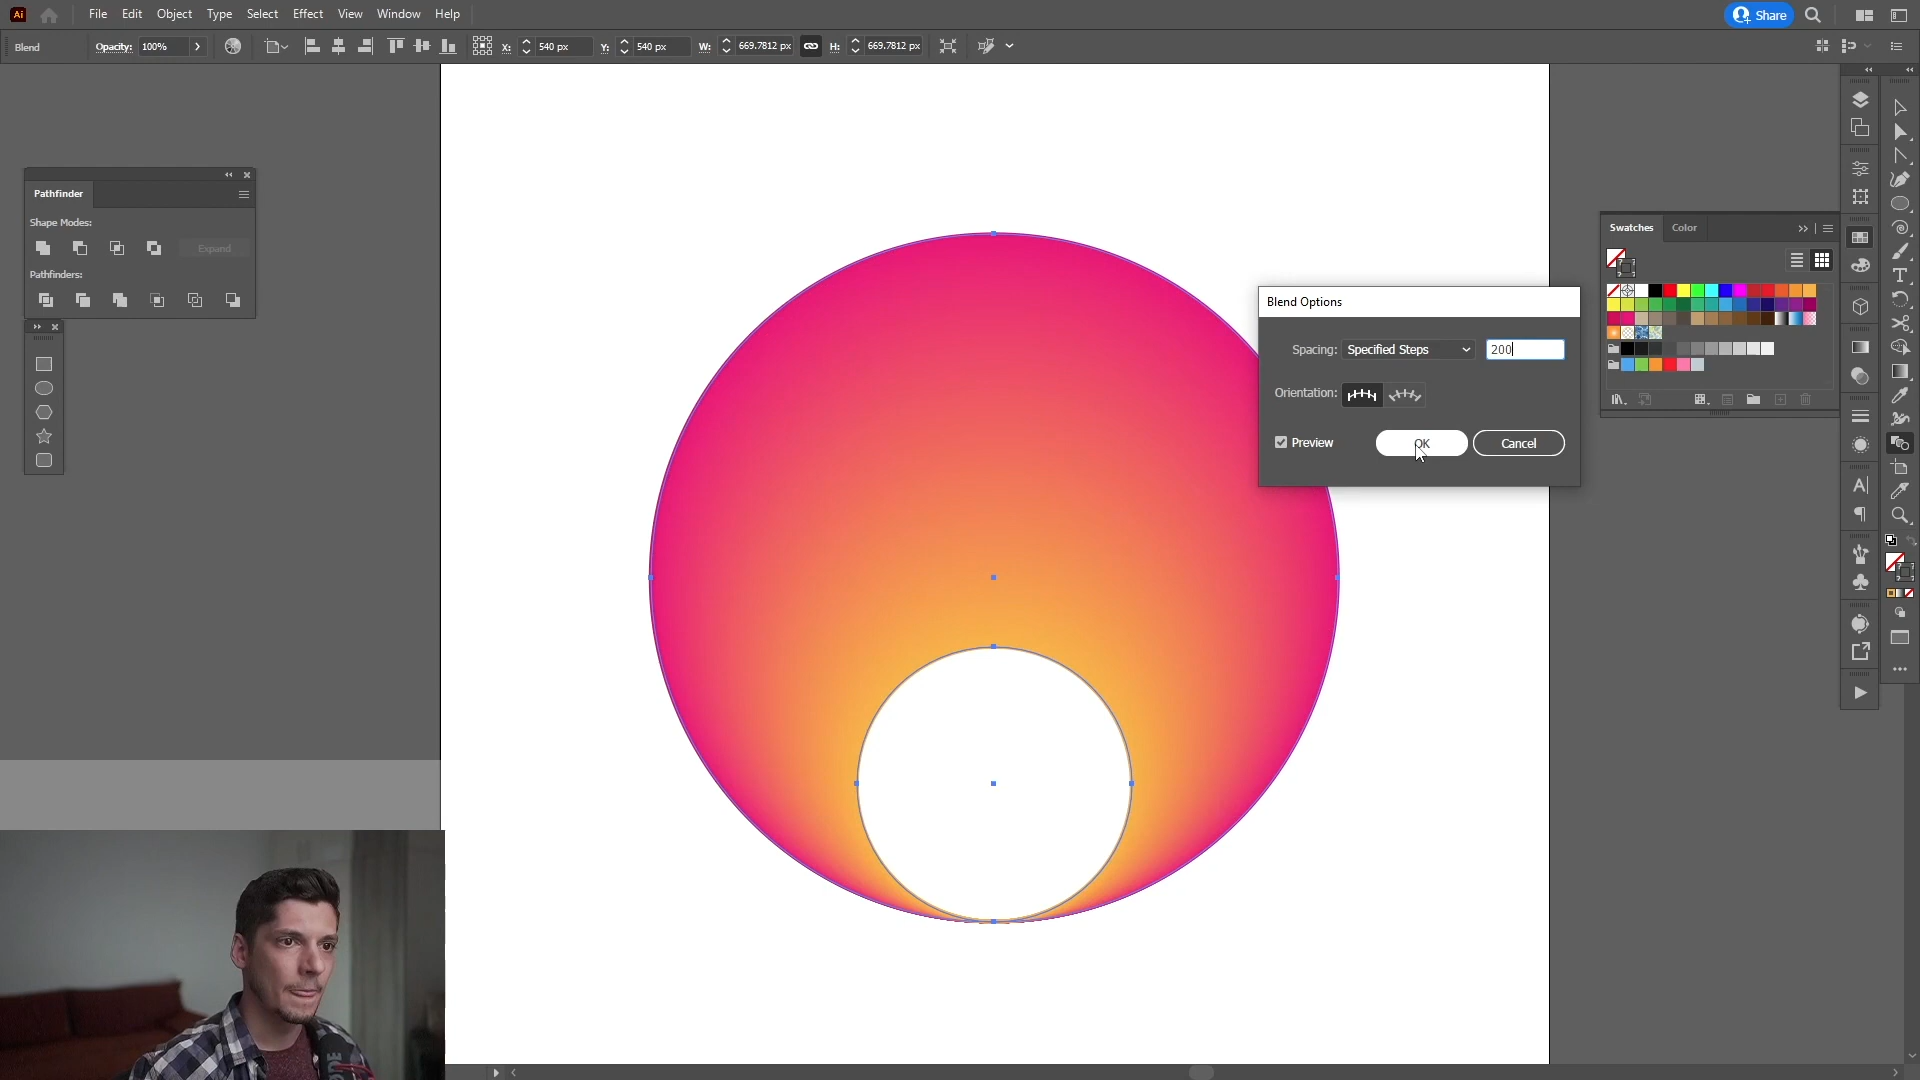 Ai File Edit Object Type Select Effect View Window Help Share
Blend Opacity: 100% X: 540 px Y: 540 px W: 669.7812 px H: 669.7812 px
Pathfinder
Shape Modes:
Expand
Pathfinders:
Blend Options
Spacing: Specified Steps 200
Orientation:
Preview OK Cancel
Swatches Color